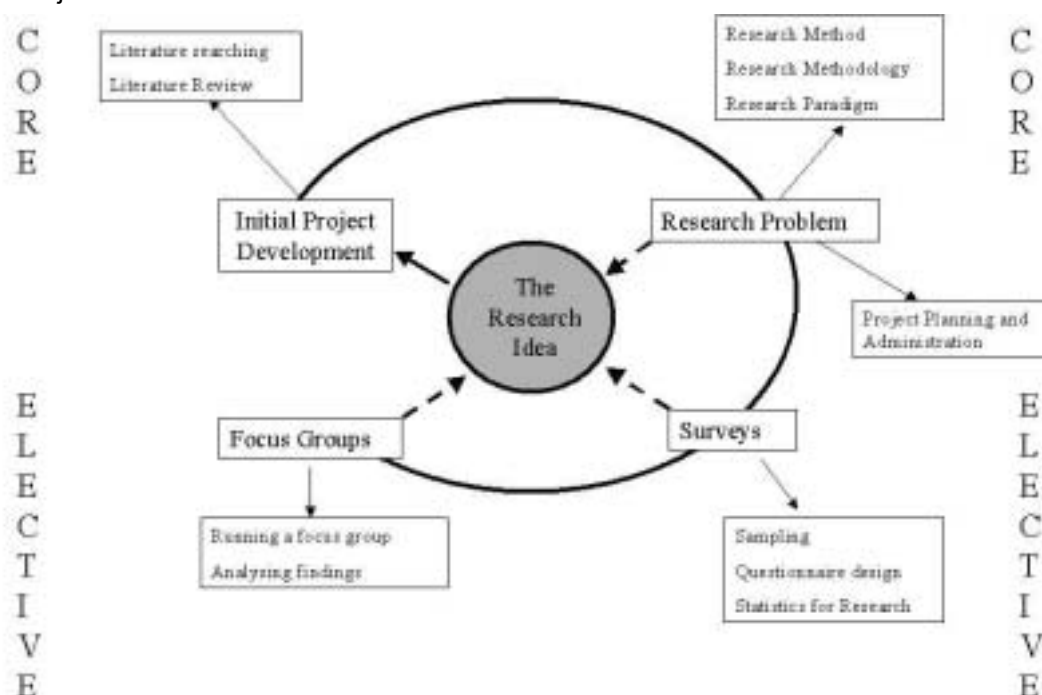 C
O
R
E
Literature searching
Literature Review
Research Method
Research Methodology
Research Paradigm
C
O
R
E
Initial Project
Development
Research Problem
The
Research
Idea
Project Planning and
Administration
E
L
E
C
T
I
V
E
Focus Groups
Surveys
E
L
E
C
T
I
V
E
Running a focus group
Analysing findings
Sampling
Questionnaire design
Statistics for Research